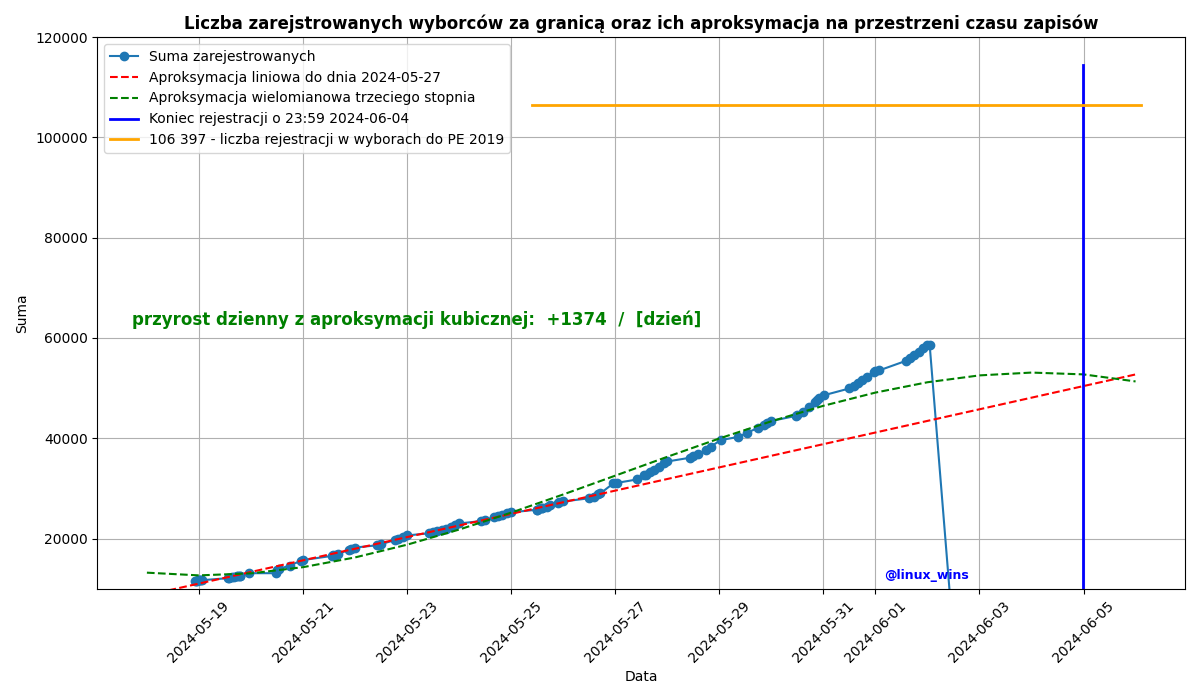 Liczba zarejstrowanych wyborców za granicą oraz ich aproksymacja na przestrzeni czasu zapisów
120000
100000
80000
60000
40000
20000
Suma
Suma zarejestrowanych
Aproksymacja liniowa do dnia 2024-05-27
Aproksymacja wielomianowa trzeciego stopnia
Koniec rejestracji o 23:59 2024-06-04
106 397 - liczba rejestracji w wyborach do PE 2019
przyrost dzienny z aproksymacji kubicznej: +1374 / [dzień]
@linux_wins
2024-05-19
2024-05-21
2024-05-23
2024-05-25
2024-05-27
2024-05-29
2024-05-31
2024-06-01
2024-06-03
2024-06-05
Data